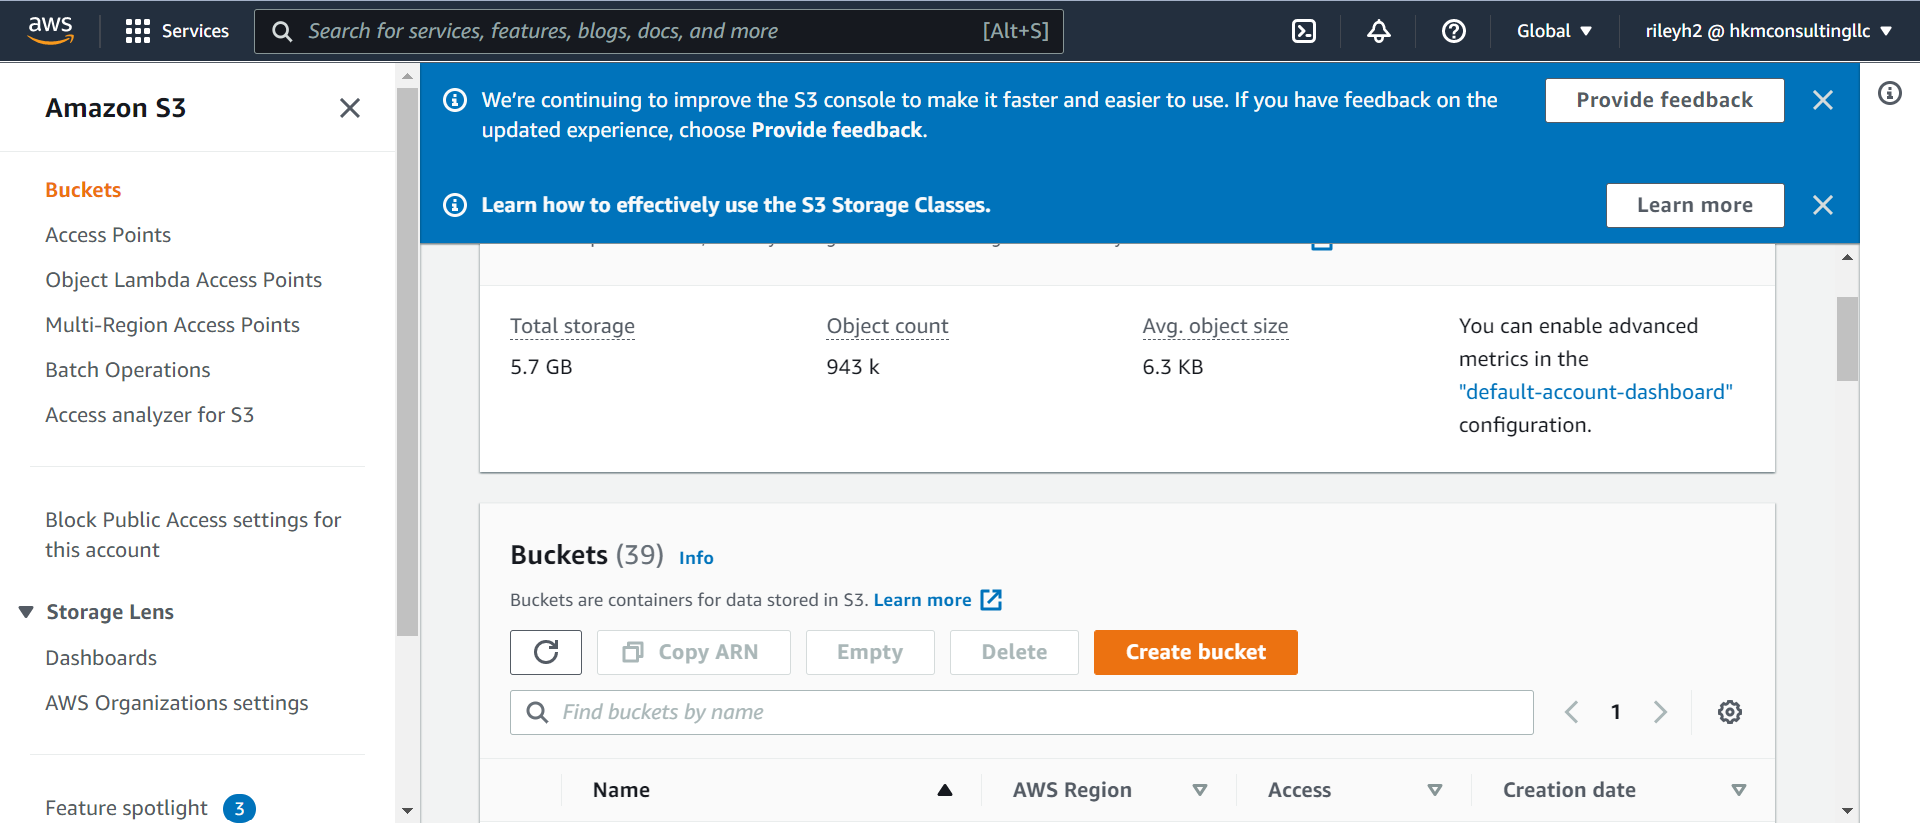 aws
Services
Search for services, features, blogs, docs, and more [Alt+S]
Global
rileyh2 @ hkmconsultingllc
Amazon S3
Buckets
Access Points
Object Lambda Access Points
Multi-Region Access Points
Batch Operations
Access analyzer for S3
Block Public Access settings for
this account
Storage Lens
Dashboards
AWS Organizations settings
Feature spotlight 3
We're continuing to improve the S3 console to make it faster and easier to use. If you have feedback on the
updated experience, choose Provide feedback.
Provide feedback
Learn how to effectively use the S3 Storage Classes.
Learn more
Total storage
5.7 GB
Object count
943 k
Avg. object size
6.3 KB
You can enable advanced
metrics in the
"default-account-dashboard"
configuration.
Buckets (39) Info
Buckets are containers for data stored in S3. Learn more
Copy ARN
Empty
Delete
Create bucket
Find buckets by name
1
Name
AWS Region
Access
Creation date